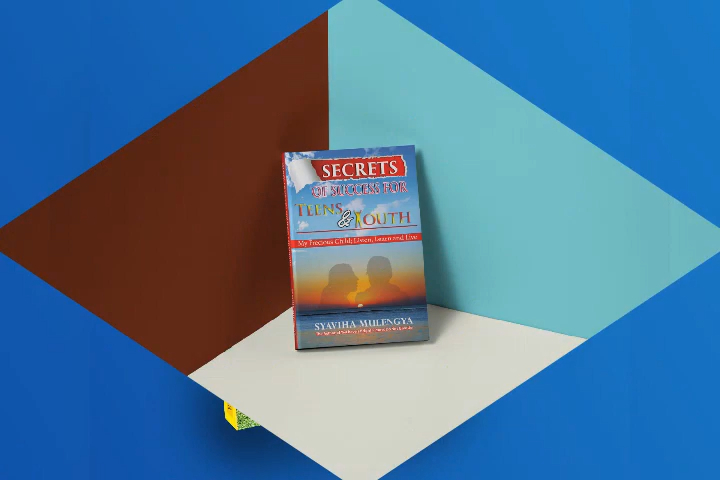 SECRETS
OF SUCCESS FOR
TEENS
& YOUTH
My Precious Child; Listen, Learn and Live
SYAVIHA MULENGYA